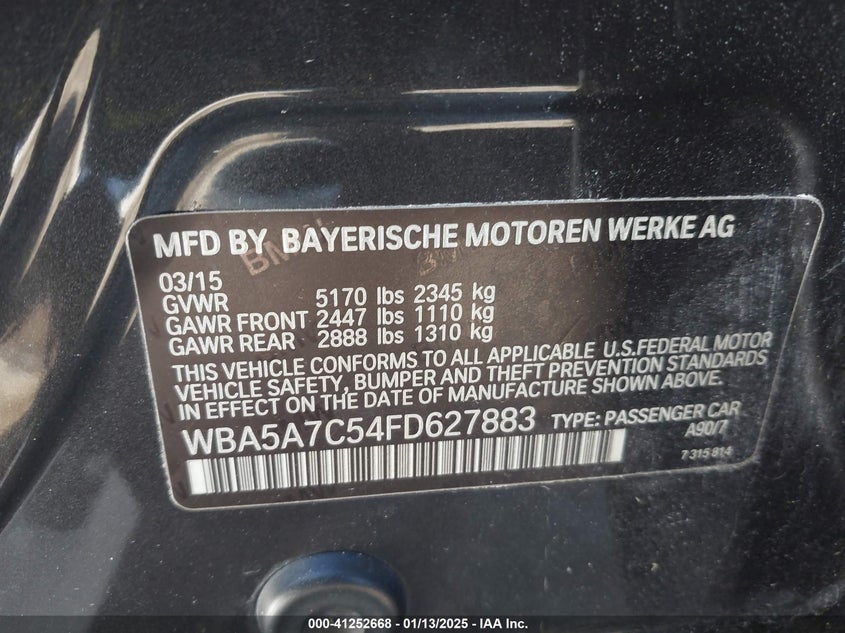 MFD BY BAYERISCHE MOTOREN WERKE AG
03/15
GVWR 5170 lbs 2345 kg
GAWR FRONT 2447 lbs 1110 kg
GAWR REAR 2888 lbs 1310 kg
THIS VEHICLE CONFORMS TO ALL APPLICABLE U.S.FEDERAL MOTOR
VEHICLE SAFETY, BUMPER AND THEFT PREVENTION STANDARDS
IN EFFECT ON THE DATE OF MANUFACTURE SHOWN ABOVE.
WBA5A7C54FD627883 TYPE: PASSENGER CAR
A90/7
7 315 814
000-41252668 - 01/13/2025 - IAA Inc.